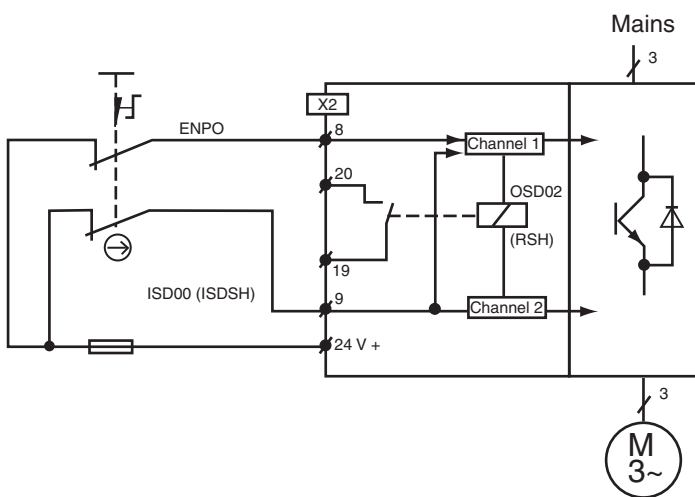 Mains
3
X2
ENPO
8
Channel 1
20
OSD02
(RSH)
19
ISD00 (ISDSH)
9
Channel 2
24 V +
3
M
3~